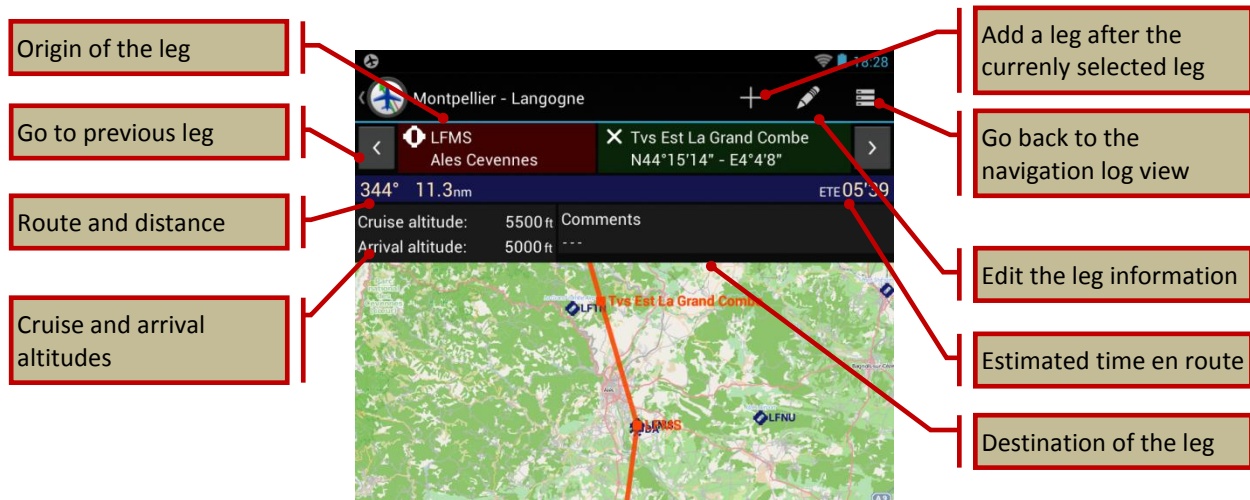 Origin of the leg
Go to previous leg
Route and distance
Cruise and arrival
altitudes
18:28
Montpellier - Langogne
LFMS
Ales Cevennes
Tvs Est La Grand Combe
N44°15'14" - E4°4'8"
344° 11.3nm
ETE 05'39
Cruise altitude: 5500 ft
Arrival altitude: 5000 ft
Comments
---
Tvs Est La Grand Combe
LFTN
Ales
LFMS
LFNU
A3
Add a leg after the
currenly selected leg
Go back to the
navigation log view
Edit the leg information
Estimated time en route
Destination of the leg